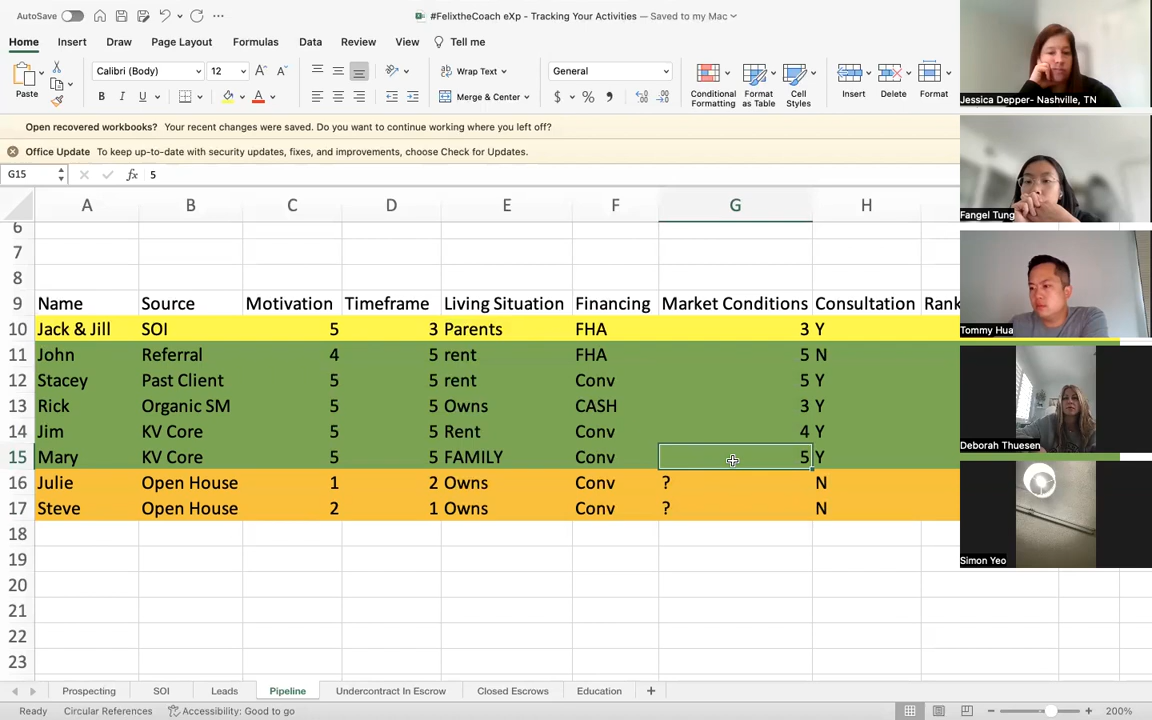 AutoSave #FelixtheCoach eXp - Tracking Your Activities — Saved to my Mac
Home Insert Draw Page Layout Formulas Data Review View Tell me
Paste Calibri (Body) 12 A^ A B I U A Wrap Text Merge & Center General $ % Conditional Formatting Format as Table Cell Styles Insert Delete Format
Open recovered workbooks? Your recent changes were saved. Do you want to continue working where you left off?
Office Update To keep up-to-date with security updates, fixes, and improvements, choose Check for Updates.
G15 fx 5
A B C D E F G H
6
7
8
9 Name Source Motivation Timeframe Living Situation Financing Market Conditions Consultation Rank
10 Jack & Jill SOI 5 3 Parents FHA 3 Y
11 John Referral 4 5 rent FHA 5 N
12 Stacey Past Client 5 5 rent Conv 5 Y
13 Rick Organic SM 5 5 Owns CASH 3 Y
14 Jim KV Core 5 5 Rent Conv 4 Y
15 Mary KV Core 5 5 FAMILY Conv 5 Y
16 Julie Open House 1 2 Owns Conv ? N
17 Steve Open House 2 1 Owns Conv ? N
18
19
20
21
22
23
Prospecting SOI Leads Pipeline Undercontract In Escrow Closed Escrows Education +
Ready Circular References Accessibility: Good to go 200%
Jessica Depper- Nashville, TN
Fangel Tung
Tommy Hua
Deborah Thuesen
Simon Yeo